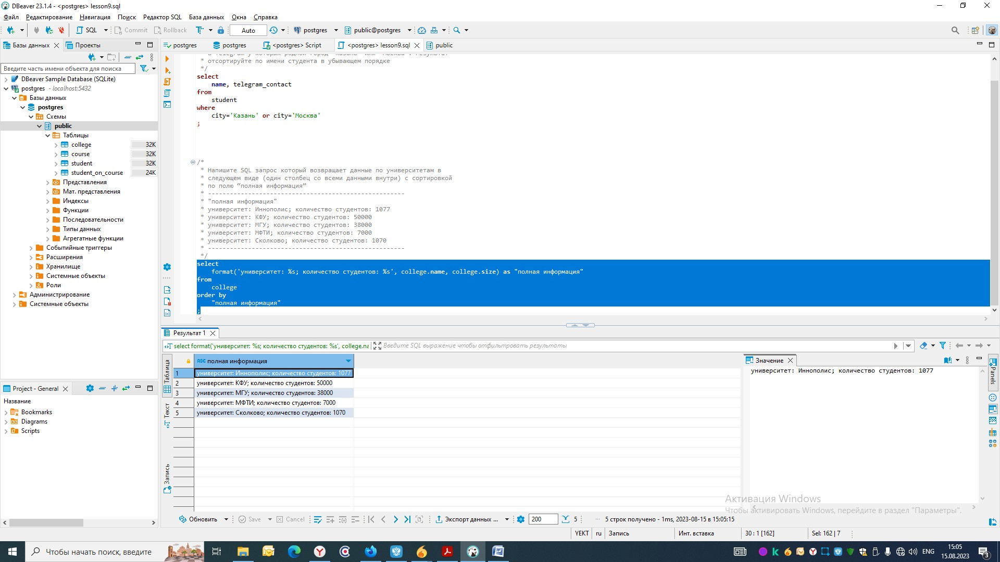 DBeaver 23.1.4 - <postgres> lesson9.sql
Файл Редактирование Навигация Поиск Редактор SQL База данных Окна Справка
SQL Commit Rollback Auto postgres public@postgres
Базы данных Проекты
postgres postgres <postgres> Script <postgres> lesson9.sql public
Введите часть имени объекта для поиска
DBeaver Sample Database (SQLite)
postgres - localhost:5432
Базы данных
postgres
Схемы
public
Таблицы
college 32K
course 32K
student 32K
student_on_course 24K
Представления
Мат. представления
Индексы
Функции
Последовательности
Типы данных
Агрегатные функции
Событийные триггеры
Расширения
Хранилище
Системные объекты
Роли
Администрирование
Системные объекты
Project - General
Название
Bookmarks
Diagrams
Scripts
* отсортируйте по имени студента в убывающем порядке
*/
select
name, telegram_contact
from
student
where
city='Казань' or city='Москва'
;
/*
* Напишите SQL запрос который возвращает данные по университетам в
* следующем виде (один столбец со всеми данными внутри) с сортировкой
* по полю “полная информация”
* ------------------------------------------------------
* "полная информация"
* университет: Иннополис; количество студентов: 1077
* университет: КФУ; количество студентов: 50000
* университет: МГУ; количество студентов: 38000
* университет: МФТИ; количество студентов: 7000
* университет: Сколково; количество студентов: 1070
* ------------------------------------------------------
*/
select
format('университет: %s; количество студентов: %s', college.name, college.size) as "полная информация"
from
college
order by
"полная информация"
;
Результат 1
select format('университет: %s; количество студентов: %s', college.na Введите SQL выражение чтобы отфильтровать результаты
Таблица
Текст
Запись
ABC полная информация
1 университет: Иннополис; количество студентов: 1077
2 университет: КФУ; количество студентов: 50000
3 университет: МГУ; количество студентов: 38000
4 университет: МФТИ; количество студентов: 7000
5 университет: Сколково; количество студентов: 1070
Значение
университет: Иннополис; количество студентов: 1077
Panels
Активация Windows
Чтобы активировать Windows, перейдите в раздел "Параметры".
Обновить Save Cancel Экспорт данных ... 200 5 ... 5 строк получено - 1ms, 2023-08-15 в 15:05:15
YEKT ru Запись Инт. вставка 30 : 1 [162] Sel: 162 | 7
Чтобы начать поиск, введите
ENG 15:05
15.08.2023
3